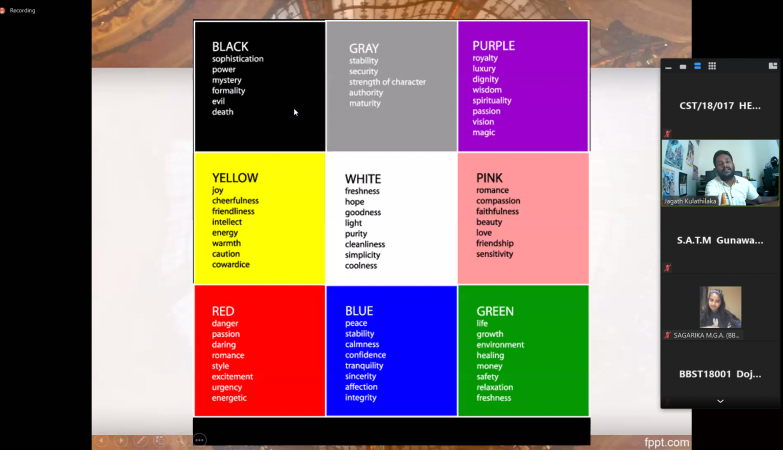 Recording
BLACK
sophistication
power
mystery
formality
evil
death
GRAY
stability
security
strength of character
authority
maturity
PURPLE
royalty
luxury
dignity
wisdom
spirituality
passion
vision
magic
YELLOW
joy
cheerfulness
friendliness
intellect
energy
warmth
caution
cowardice
WHITE
freshness
hope
goodness
light
purity
cleanliness
simplicity
coolness
PINK
romance
compassion
faithfulness
beauty
love
friendship
sensitivity
RED
danger
passion
daring
romance
style
excitement
urgency
energetic
BLUE
peace
stability
calmness
confidence
tranquility
sincerity
affection
integrity
GREEN
life
growth
environment
healing
money
safety
relaxation
freshness
fppt.com
CST/18/017 HE...
Jagath Kulathilaka
S.A.T.M Gunawa...
SAGARIKA M.G.A. (BB...
BBST18001 Doj...